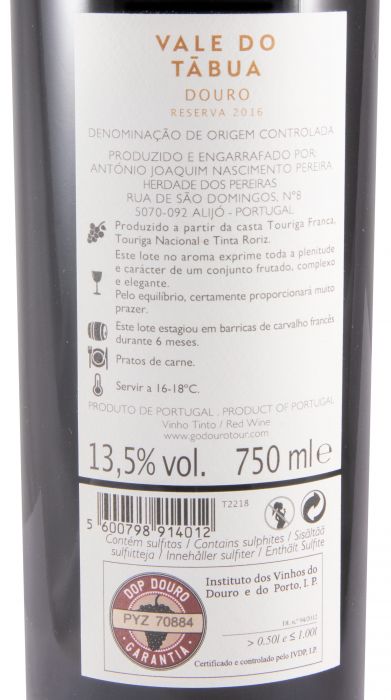 VALE DO
TÁBUA
DOURO
RESERVA 2016
DENOMINAÇÃO DE ORIGEM CONTROLADA
PRODUZIDO E ENGARRAFADO POR:
ANTÓNIO JOAQUIM NASCIMENTO PEREIRA
HERDADE DOS PEREIRAS
RUA DE SÃO DOMINGOS, Nº8
5070-092 ALIJÓ - PORTUGAL
Produzido a partir da casta Touriga Franca,
Touriga Nacional e Tinta Roriz.
Este lote no aroma exprime toda a plenitude
e carácter de um conjunto frutado, complexo
e elegante.
Pelo equilíbrio, certamente proporcionará muito
prazer.
Este lote estagiou em barricas de carvalho francês
durante 6 meses.
Pratos de carne.
Servir a 16-18ºC.
PRODUTO DE PORTUGAL . PRODUCT OF PORTUGAL
Vinho Tinto / Red Wine
www.godourotour.com
13,5% vol. 750 ml e
T2218
5 600798 914012
Contém sulfitos / Contains sulphites / Sisältää
sulfiitteja / Innehåller sulfiter / Enthält Sulfite
DOP DOURO
PYZ 70884
GARANTIA
Instituto dos Vinhos do
Douro e do Porto, I. P.
DL n.º 94/2012
> 0.50l e ≤ 1.00l
Certificado e controlado pelo IVDP, I.P.